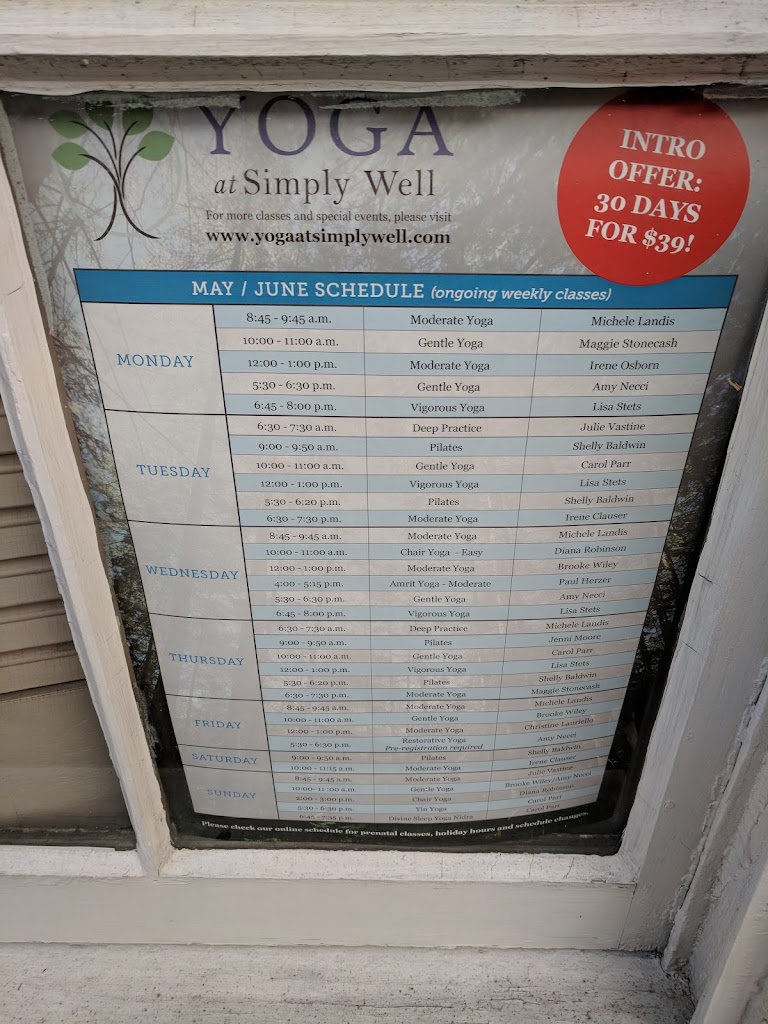 YOGA
at Simply Well
For more classes and special events, please visit
www.yogaatsimplywell.com
INTRO
OFFER:
30 DAYS
FOR $39!
MAY / JUNE SCHEDULE (ongoing weekly classes)
MONDAY
8:45 - 9:45 a.m. Moderate Yoga Michele Landis
10:00 - 11:00 a.m. Gentle Yoga Maggie Stonecash
12:00 - 1:00 p.m. Moderate Yoga Irene Osborn
5:30 - 6:30 p.m. Gentle Yoga Amy Necci
6:45 - 8:00 p.m. Vigorous Yoga Lisa Stets
TUESDAY
6:30 - 7:30 a.m. Deep Practice Julie Vastine
9:00 - 9:50 a.m. Pilates Shelly Baldwin
10:00 - 11:00 a.m. Gentle Yoga Carol Parr
12:00 - 1:00 p.m. Vigorous Yoga Lisa Stets
5:30 - 6:20 p.m. Pilates Shelly Baldwin
6:30 - 7:30 p.m. Moderate Yoga Irene Clauser
WEDNESDAY
8:45 - 9:45 a.m. Moderate Yoga Michele Landis
10:00 - 11:00 a.m. Chair Yoga - Easy Diana Robinson
12:00 - 1:00 p.m. Moderate Yoga Brooke Wiley
4:00 - 5:15 p.m. Amrit Yoga - Moderate Paul Herzer
5:30 - 6:30 p.m. Gentle Yoga Amy Necci
6:45 - 8:00 p.m. Vigorous Yoga Lisa Stets
THURSDAY
6:30 - 7:30 a.m. Deep Practice Michele Landis
9:00 - 9:50 a.m. Pilates Jenni Moore
10:00 - 11:00 a.m. Gentle Yoga Carol Parr
12:00 - 1:00 p.m. Vigorous Yoga Lisa Stets
5:30 - 6:20 p.m. Pilates Shelly Baldwin
6:30 - 7:30 p.m. Moderate Yoga Maggie Stonecash
FRIDAY
8:45 - 9:45 a.m. Moderate Yoga Michele Landis
10:00 - 11:00 a.m. Gentle Yoga Brooke Wiley
12:00 - 1:00 p.m. Moderate Yoga Christine Lauriello
5:30 - 6:30 p.m. Restorative Yoga Amy Necci
Pre-registration required
SATURDAY
9:00 - 9:50 a.m. Pilates Shelly Baldwin
10:00 - 11:15 a.m. Moderate Yoga Irene Clauser
SUNDAY
8:45 - 9:45 a.m. Moderate Yoga Julie Vastine
10:00- 11:00 a.m. Gentle Yoga Brooke Wiley/Amy Necci
2:00 - 3:00 p.m. Chair Yoga Diana Robinson
5:30 - 6:30 p.m. Yin Yoga Carol Parr
6:45 - 7:35 p.m. Divine Sleep Yoga Nidra Carol Parr
Please check our online schedule for prenatal classes, holiday hours and schedule changes.